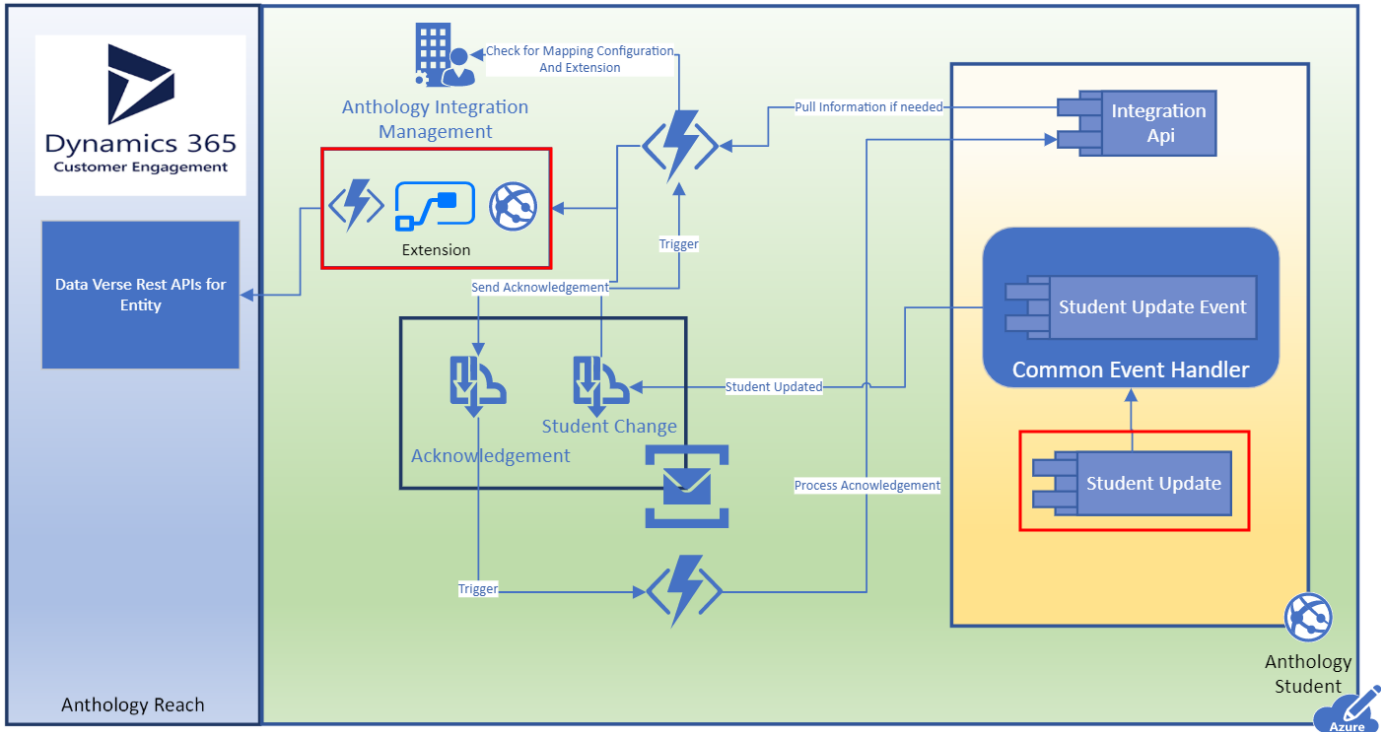 Dynamics 365
Customer Engagement
Data Verse Rest APIs for
Entity
Anthology Reach
Check for Mapping Configuration
And Extension
Anthology Integration
Management
Extension
Pull Information if needed
Trigger
Send Acknowledgement
Student Updated
Student Change
Acknowledgement
Process Acnowledgement
Trigger
Integration
Api
Student Update Event
Common Event Handler
Student Update
Anthology
Student
Azure